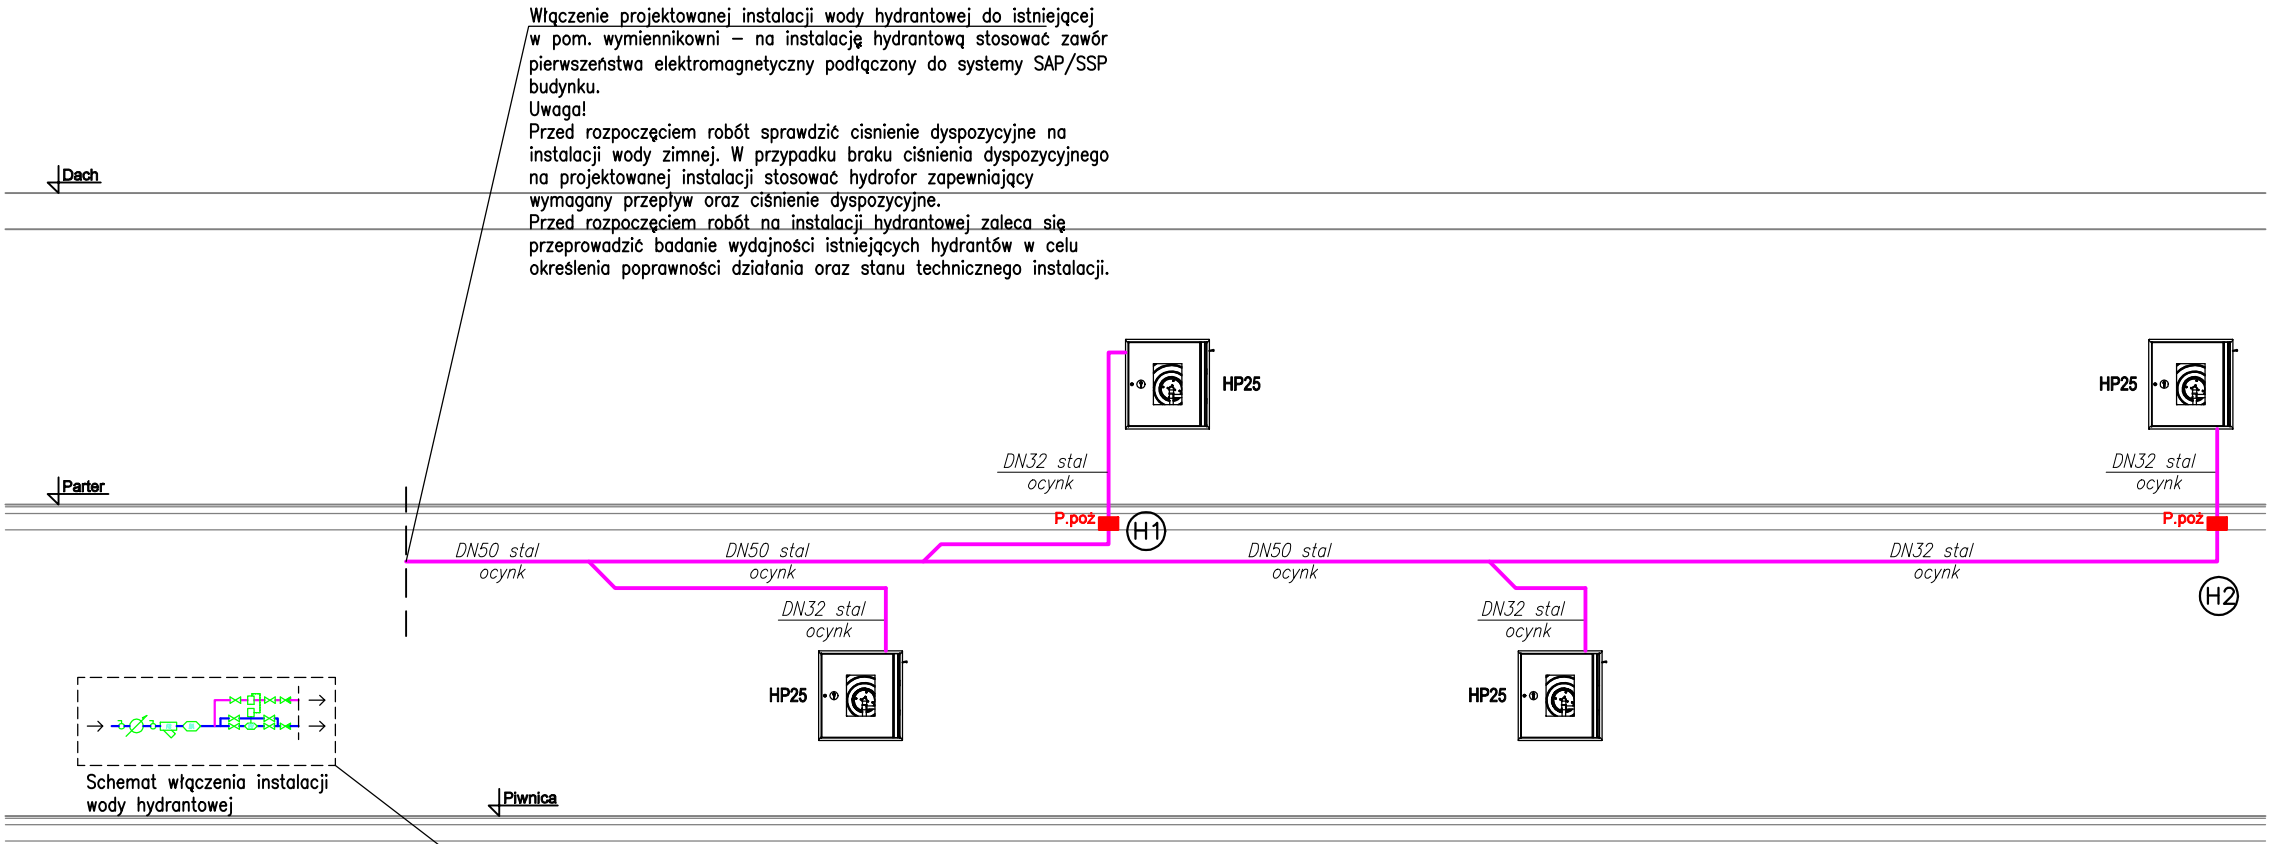 Włączenie projektowanej instalacji wody hydrantowej do istniejącej
w pom. wymiennikowni – na instalację hydrantową stosować zawór
pierwszeństwa elektromagnetyczny podłączony do systemy SAP/SSP
budynku.
Uwaga!
Przed rozpoczęciem robót sprawdzić cisnienie dyspozycyjne na
instalacji wody zimnej. W przypadku braku ciśnienia dyspozycyjnego
na projektowanej instalacji stosować hydrofor zapewniający
wymagany przepływ oraz ciśnienie dyspozycyjne.
Przed rozpoczęciem robót na instalacji hydrantowej zaleca się
przeprowadzić badanie wydajności istniejących hydrantów w celu
określenia poprawności działania oraz stanu technicznego instalacji.
Dach
HP25
HP25
DN32 stal
ocynk
DN32 stal
ocynk
Parter
P.poż
H1
P.poż
DN50 stal
ocynk
DN50 stal
ocynk
DN50 stal
ocynk
DN32 stal
ocynk
H2
DN32 stal
ocynk
DN32 stal
ocynk
HP25
HP25
Schemat włączenia instalacji
wody hydrantowej
Piwnica